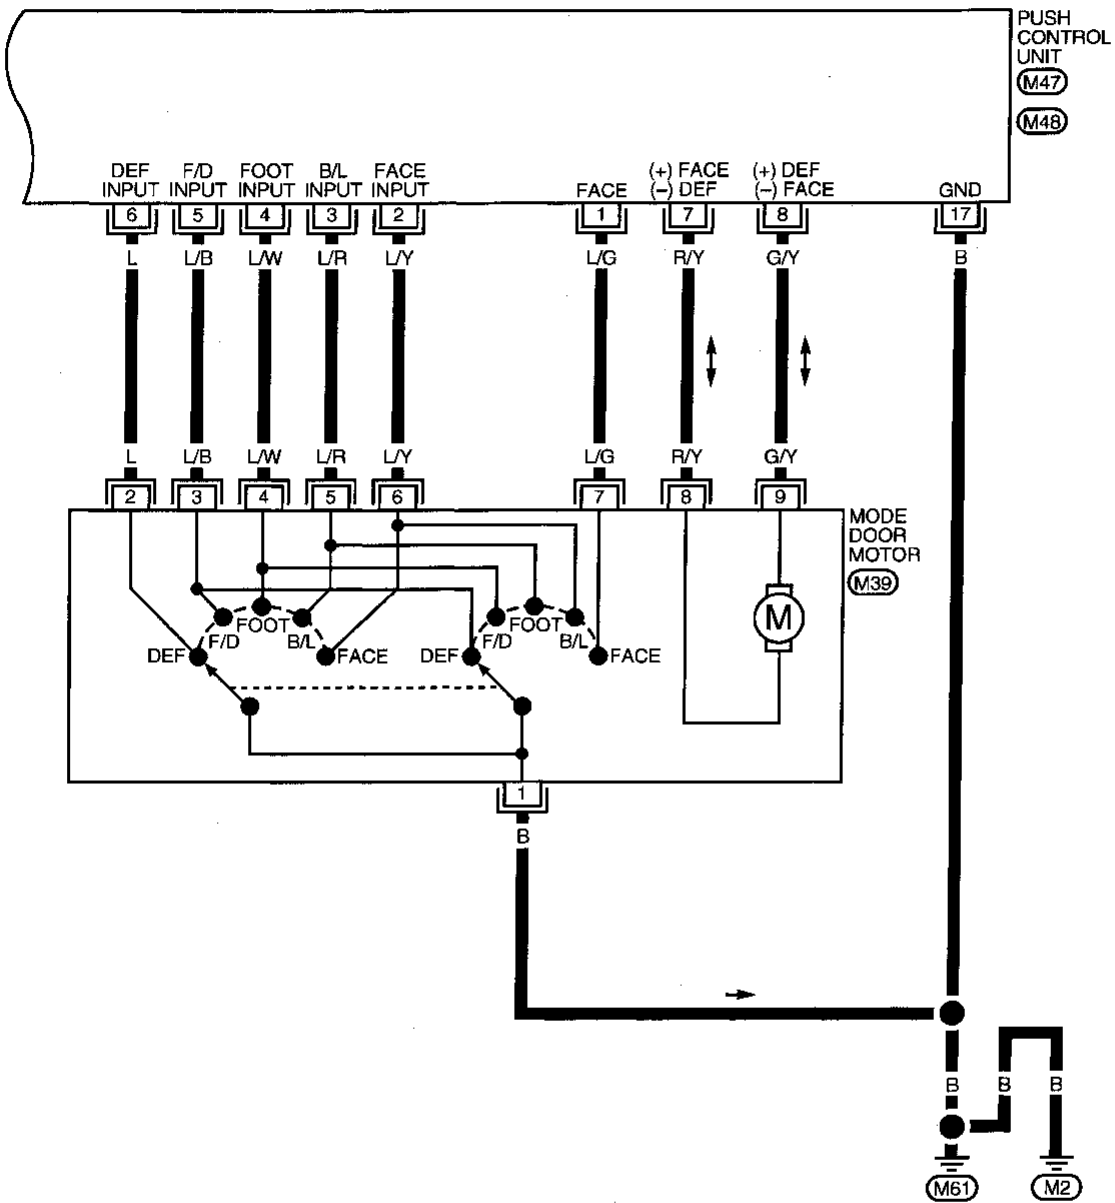 PUSH
CONTROL
UNIT
M47
M48
DEF INPUT
F/D INPUT
FOOT INPUT
B/L INPUT
FACE INPUT
FACE
(+) FACE
(-) DEF
(+) DEF
(-) FACE
GND
6 5 4 3 2 1 7 8 17
L L/B L/W L/R L/Y L/G R/Y G/Y B
L L/B L/W L/R L/Y L/G R/Y G/Y
2 3 4 5 6 7 8 9
MODE
DOOR
MOTOR
M39
M
F/D FOOT B/L
DEF FACE
F/D FOOT B/L
DEF FACE
1
B
B B B
M61 M2